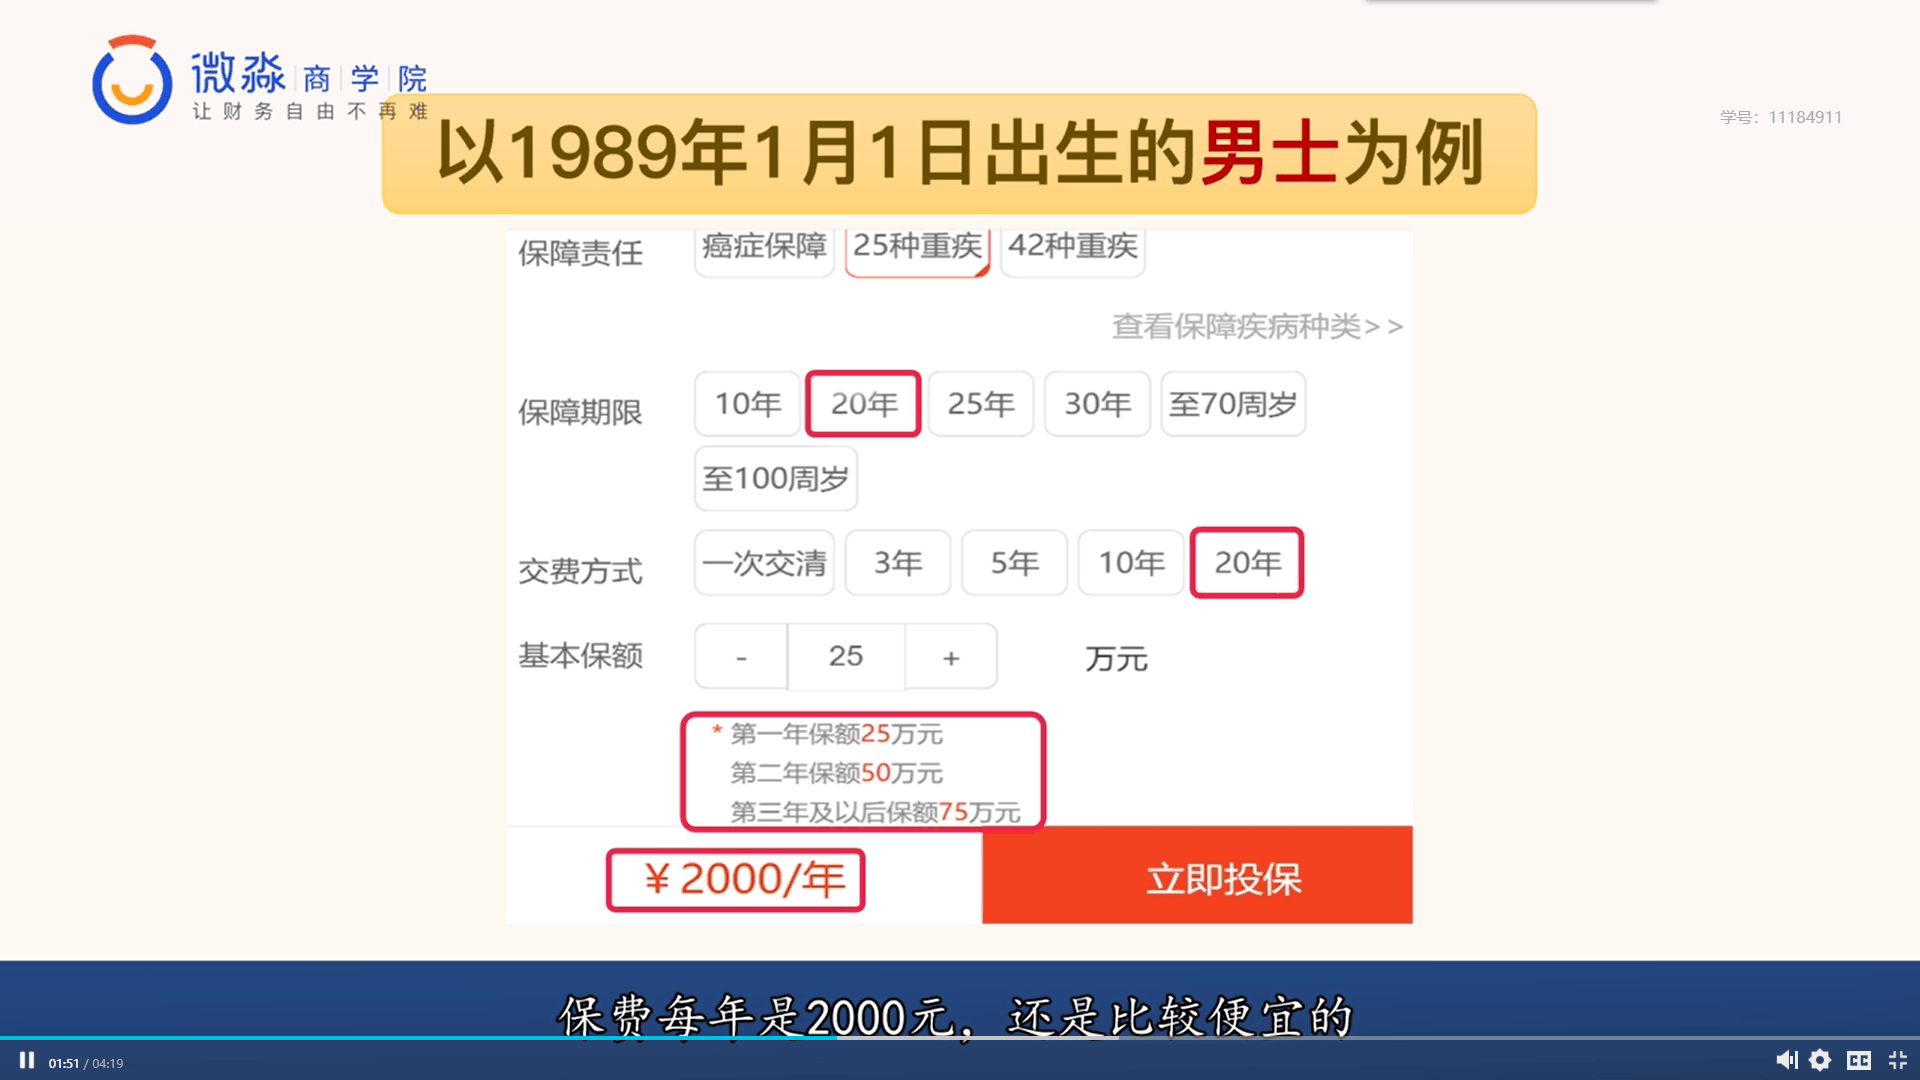 微淼 商 学 院
让财务自由不再难
学号：11184911
以1989年1月1日出生的男士为例
保障责任 癌症保障 25种重疾 42种重疾
查看保障疾病种类>>
保障期限 10年 20年 25年 30年 至70周岁
至100周岁
交费方式 一次交清 3年 5年 10年 20年
基本保额 - 25 + 万元
* 第一年保额25万元
第二年保额50万元
第三年及以后保额75万元
￥2000/年 立即投保
保费每年是2000元，还是比较便宜的
01:51 / 04:19 CC